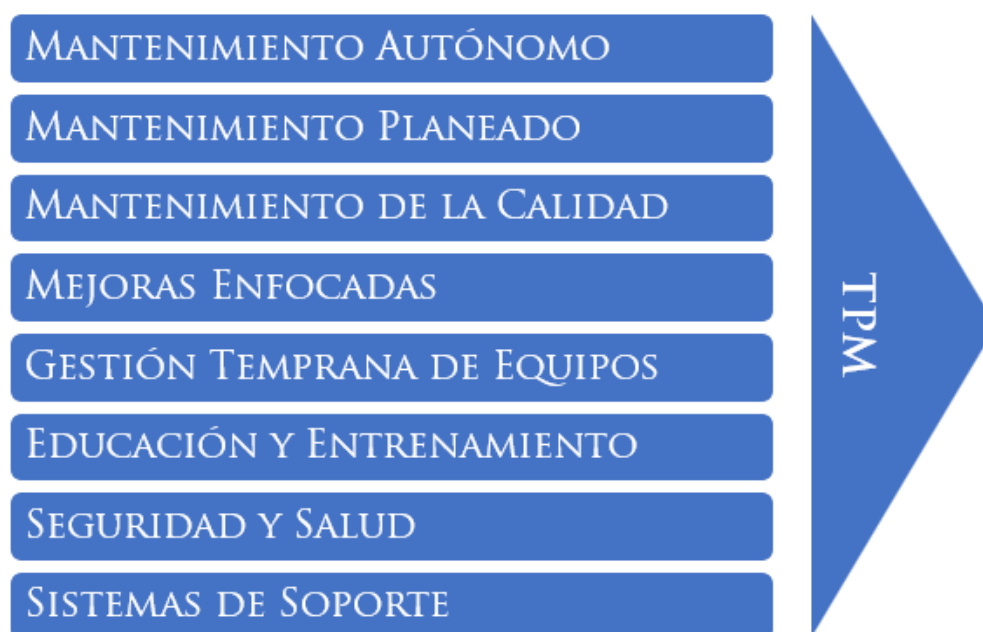 Mantenimiento Autónomo
Mantenimiento Planeado
Mantenimiento de la Calidad
Mejoras Enfocadas
Gestión Temprana de Equipos
Educación y Entrenamiento
Seguridad y Salud
Sistemas de Soporte
TPM